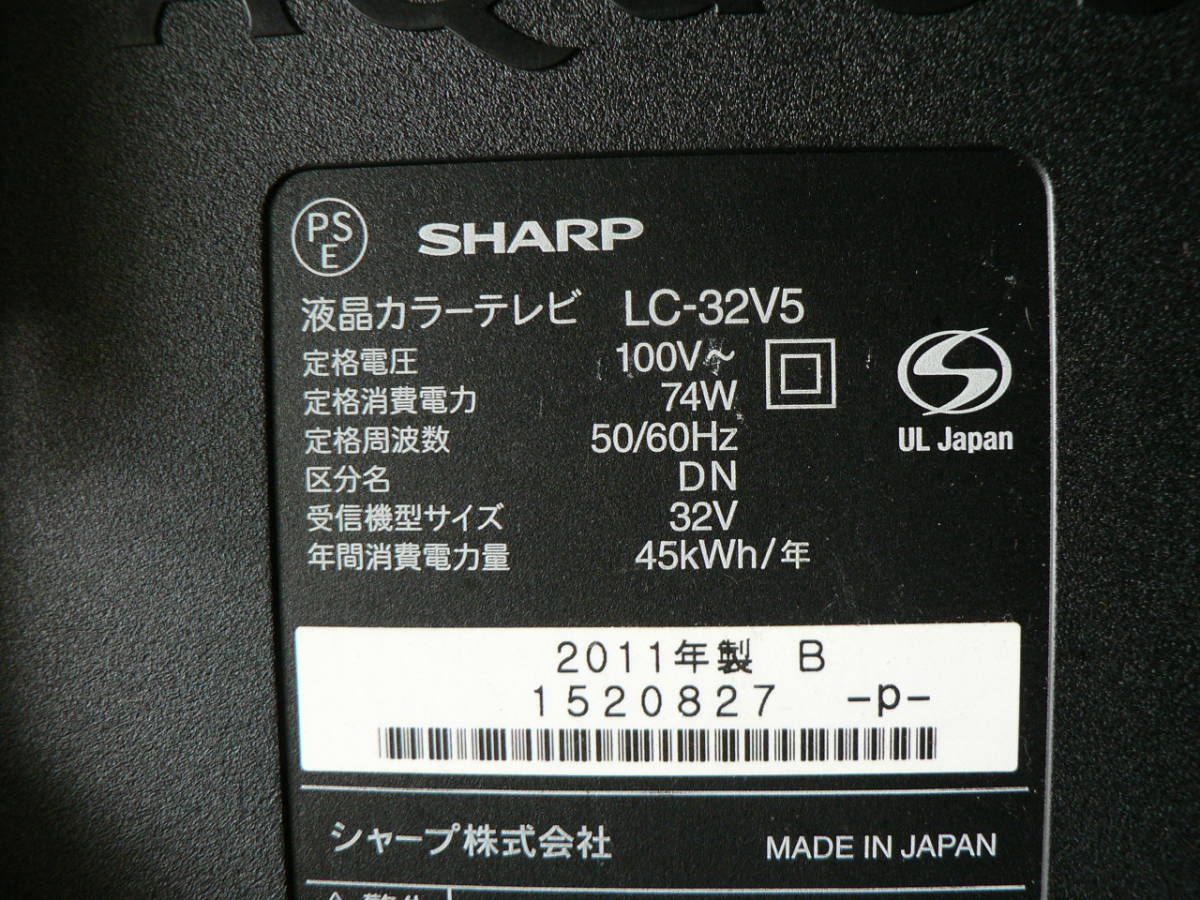 PSE
SHARP
液晶カラーテレビ LC-32V5
定格電圧 100V~
定格消費電力 74W
定格周波数 50/60Hz
区分名 DN
受信機型サイズ 32V
年間消費電力量 45kWh/年
UL Japan
2011年製 B
1520827 -p-
シャープ株式会社 MADE IN JAPAN